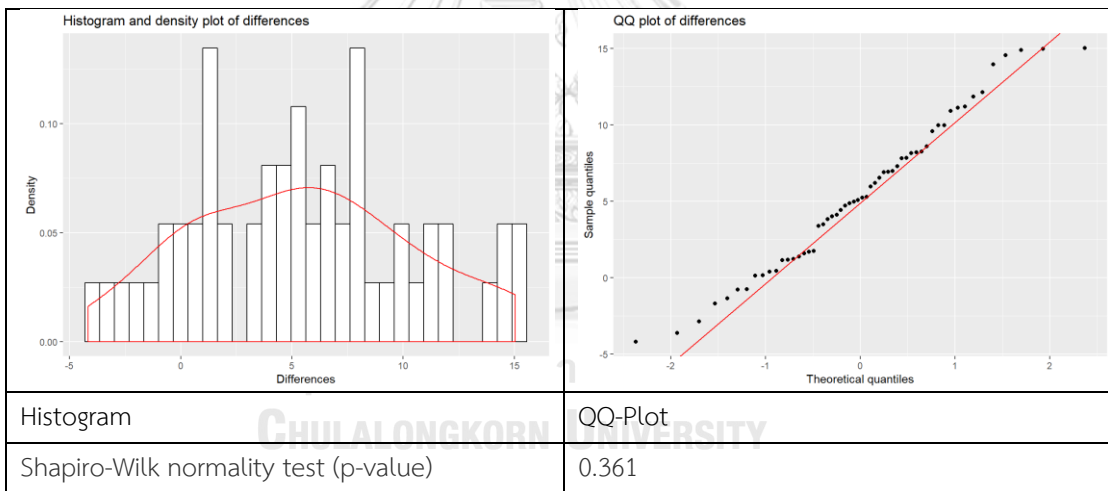 Histogram and density plot of differences
0.10
0.05
0.00
Density
-5
0
5
10
15
Differences
QQ plot of differences
15
10
5
0
-5
Sample quantiles
-2
-1
0
1
2
Theoretical quantiles
Histogram
QQ-Plot
CHULALONGKORN UNIVERSITY
Shapiro-Wilk normality test (p-value)
0.361